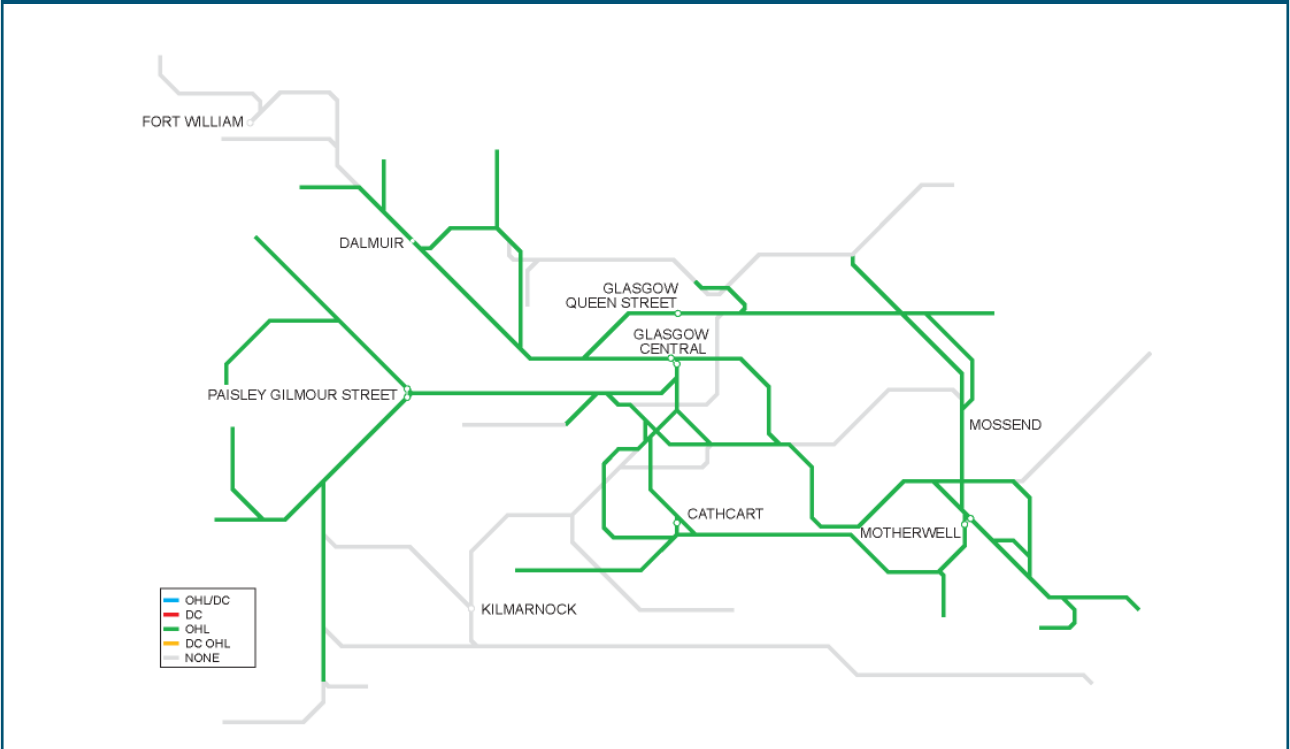 FORT WILLIAM
DALMUIR
GLASGOW
QUEEN STREET
GLASGOW
CENTRAL
PAISLEY GILMOUR STREET
MOSSEND
CATHCART
MOTHERWELL
KILMARNOCK
OHL/DC
DC
OHL
DC OHL
NONE